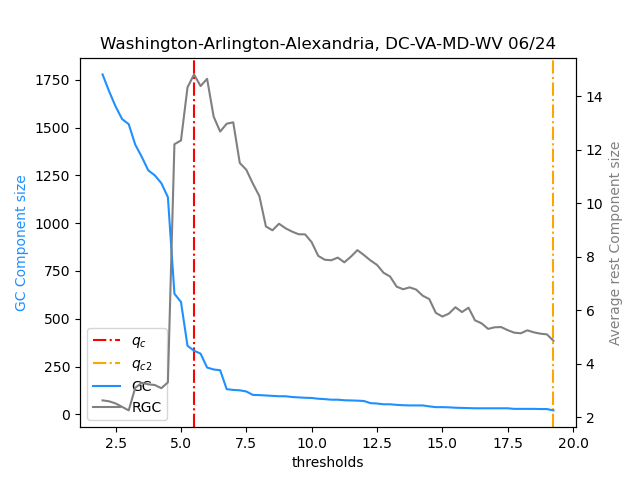 Washington-Arlington-Alexandria, DC-VA-MD-WV 06/24
1750
1500
1250
1000
750
500
250
0
GC Component size
14
12
10
8
6
4
2
Average rest Component size
q_c
q_c2
GC
RGC
2.5 5.0 7.5 10.0 12.5 15.0 17.5 20.0
thresholds